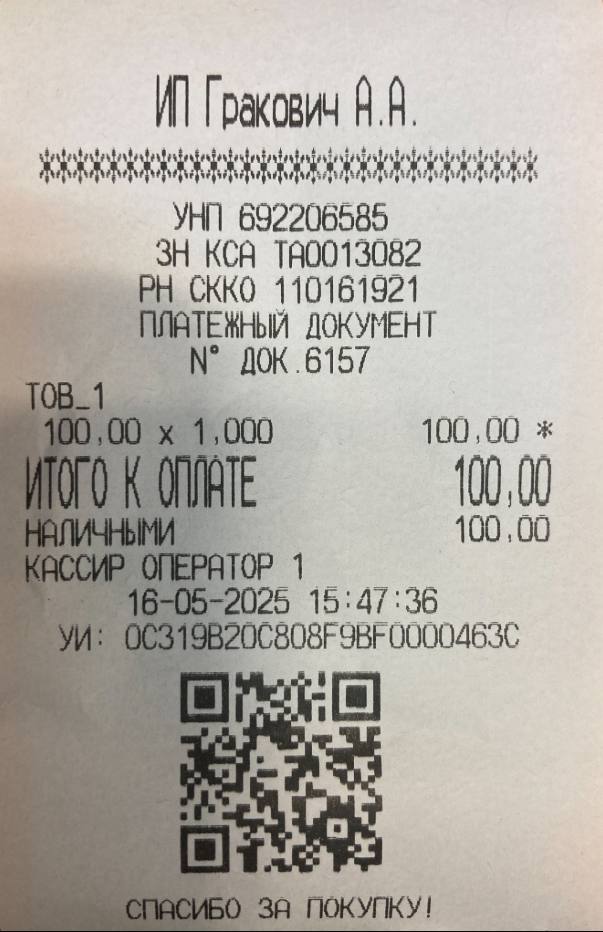 ИП Гракович А.А.
УНП 692206585
ЗН КСА ТА0013082
РН СККО 110161921
ПЛАТЕЖНЫЙ ДОКУМЕНТ
N° ДОК.6157
ТОВ_1
100,00 x 1,000 100,00 *
ИТОГО К ОПЛАТЕ 100,00
НАЛИЧНЫМИ 100,00
КАССИР ОПЕРАТОР 1
16-05-2025 15:47:36
УИ: 0C319B20C808F9BF0000463C
СПАСИБО ЗА ПОКУПКУ!